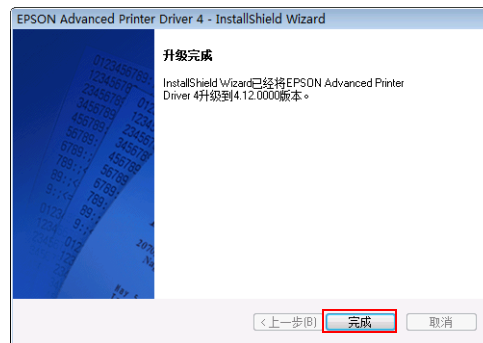 EPSON Advanced Printer Driver 4 - InstallShield Wizard
升级完成
InstallShield Wizard已经将EPSON Advanced Printer
Driver 4升级到4.12.0000版本。
<上一步(B)
完成
取消